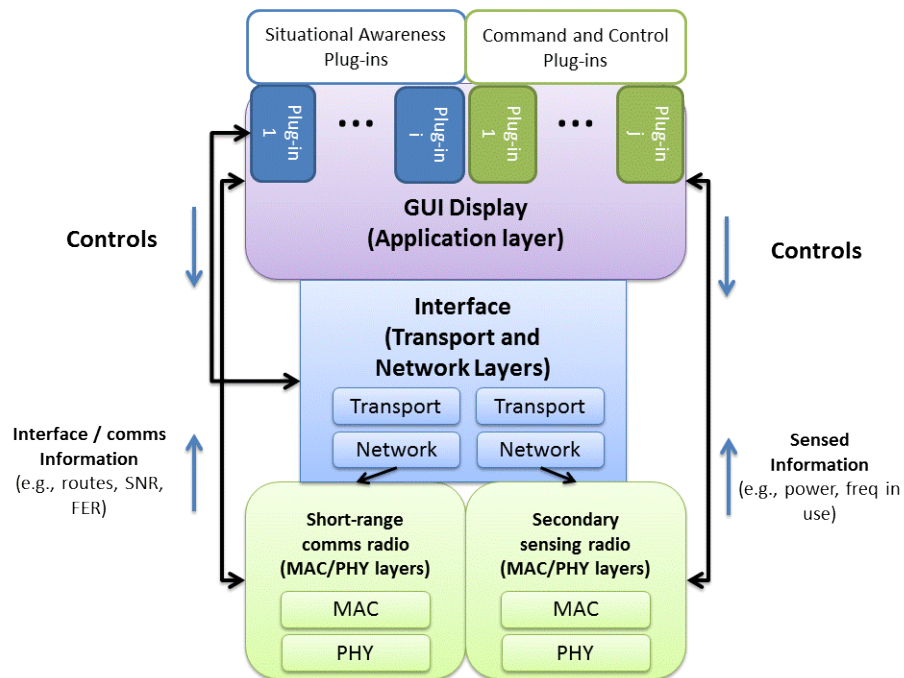 Situational Awareness
Plug-ins
Command and Control
Plug-ins
Plug-in
1
...
Plug-in
i
Plug-in
1
...
Plug-in
j
GUI Display
(Application layer)
Controls
Controls
Interface
(Transport and
Network Layers)
Transport
Transport
Network
Network
Interface / comms
Information
(e.g., routes, SNR,
FER)
Sensed
Information
(e.g., power, freq in
use)
Short-range
comms radio
(MAC/PHY layers)
MAC
PHY
Secondary
sensing radio
(MAC/PHY layers)
MAC
PHY